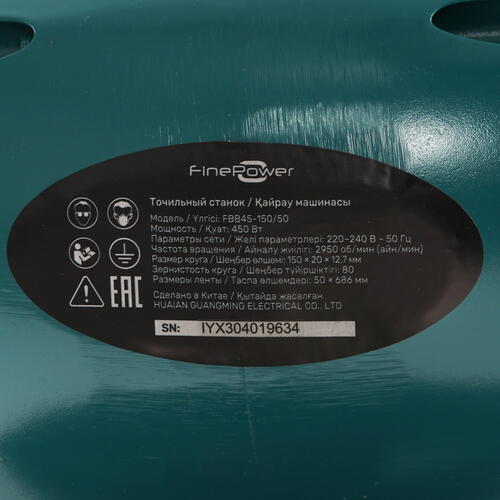 FinePower
Точильный станок / Қайрау машинасы
Модель / Үлгісі: FBB45-150/50
Мощность / Қуат: 450 Вт
Параметры сети / Желі параметрлері: 220-240 В - 50 Гц
Частота вращения / Айналу жиілігі: 2950 об/мин (айн/мин)
Размер круга / Шеңбер өлшемі: 150 × 20 × 12.7 мм
Зернистость круга / Шеңбер түйіршіктігі: 80
Размеры ленты / Таспа өлшемдері: 50 × 686 мм
Сделано в Китае / Қытайда жасалған
HUAIAN GUANGMING ELECTRICAL CO., LTD
SN: IYX304019634
EAC